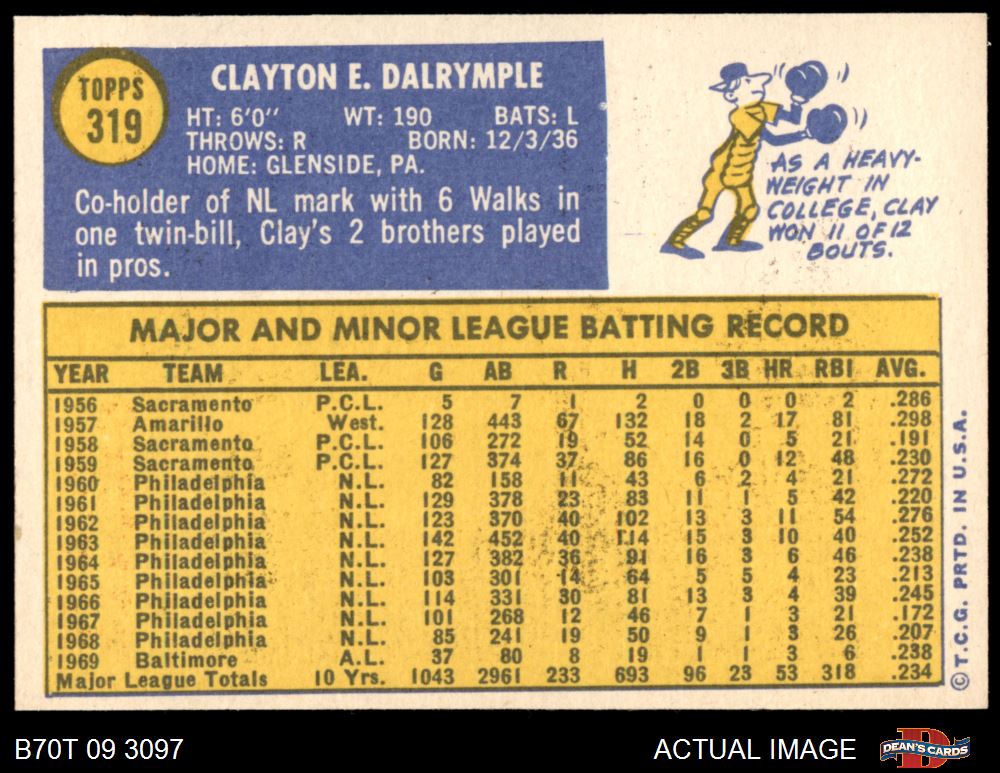 TOPPS
319
CLAYTON E. DALRYMPLE
HT: 6'0'' WT: 190 BATS: L
THROWS: R BORN: 12/3/36
HOME: GLENSIDE, PA.
Co-holder of NL mark with 6 Walks in
one twin-bill, Clay's 2 brothers played
in pros.
AS A HEAVY-
WEIGHT IN
COLLEGE, CLAY
WON 11 OF 12
BOUTS.
MAJOR AND MINOR LEAGUE BATTING RECORD
YEAR TEAM LEA. G AB R H 2B 3B HR RBI AVG.
1956 Sacramento P.C.L. 5 7 1 2 0 0 0 2 .286
1957 Amarillo West. 128 443 67 132 18 2 17 81 .298
1958 Sacramento P.C.L. 106 272 19 52 14 0 5 21 .191
1959 Sacramento P.C.L. 127 374 37 86 16 0 12 48 .230
1960 Philadelphia N.L. 82 158 11 43 6 2 4 21 .272
1961 Philadelphia N.L. 129 378 23 83 11 1 5 42 .220
1962 Philadelphia N.L. 123 370 40 102 13 3 11 54 .276
1963 Philadelphia N.L. 142 452 40 114 15 3 10 40 .252
1964 Philadelphia N.L. 127 382 36 91 16 3 6 46 .238
1965 Philadelphia N.L. 103 301 14 64 5 5 4 23 .213
1966 Philadelphia N.L. 114 331 30 81 13 3 4 39 .245
1967 Philadelphia N.L. 101 268 12 46 7 1 3 21 .172
1968 Philadelphia N.L. 85 241 19 50 9 1 3 26 .207
1969 Baltimore A.L. 37 80 8 19 1 1 3 6 .238
Major League Totals 10 Yrs. 1043 2961 233 693 96 23 53 318 .234
©T.C.G. PRTD. IN U.S.A.
B70T 09 3097 ACTUAL IMAGE
DEAN'S CARDS